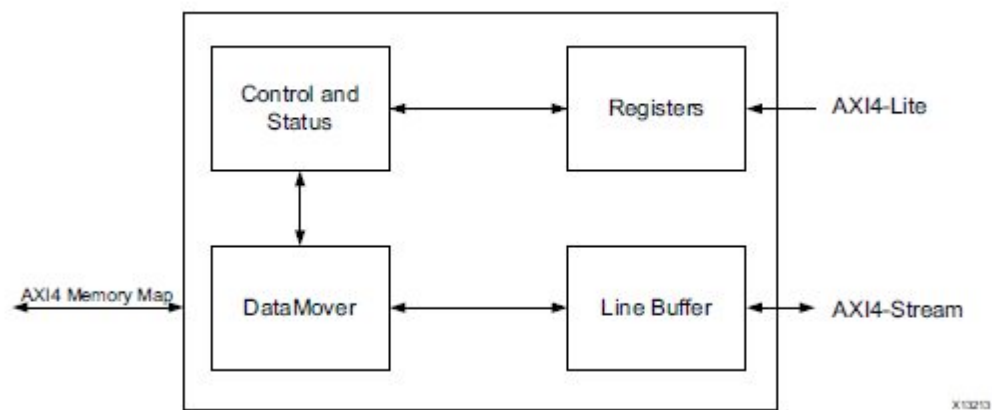 Control and
Status
Registers
AXI4-Lite
AXI4 Memory Map
DataMover
Line Buffer
AXI4-Stream
X13213